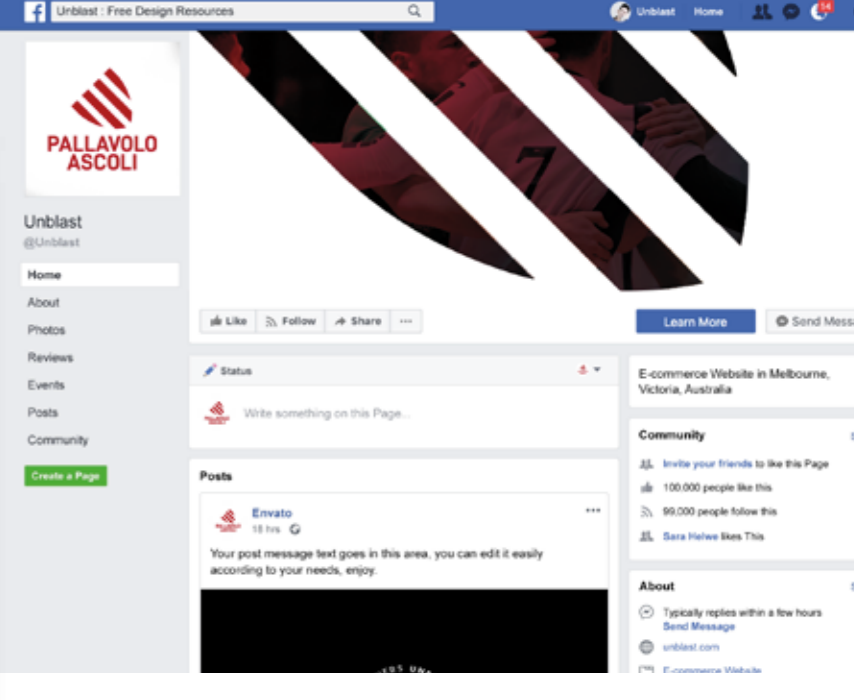 Unblast : Free Design Resources
Unblast
Home
54
PALLAVOLO
ASCOLI
7
Unblast
@Unblast
Home
About
Photos
Reviews
Events
Posts
Community
Create a Page
Like
Follow
Share
Learn More
Send Messa
Status
Write something on this Page...
Posts
Envato
18 hrs
Your post message text goes in this area, you can edit it easily
according to your needs, enjoy.
E-commerce Website in Melbourne,
Victoria, Australia
Community
Invite your friends to like this Page
100,000 people like this
99,000 people follow this
Sara Helwe likes This
About
Typically replies within a few hours
Send Message
unblast.com
E-commerce Website